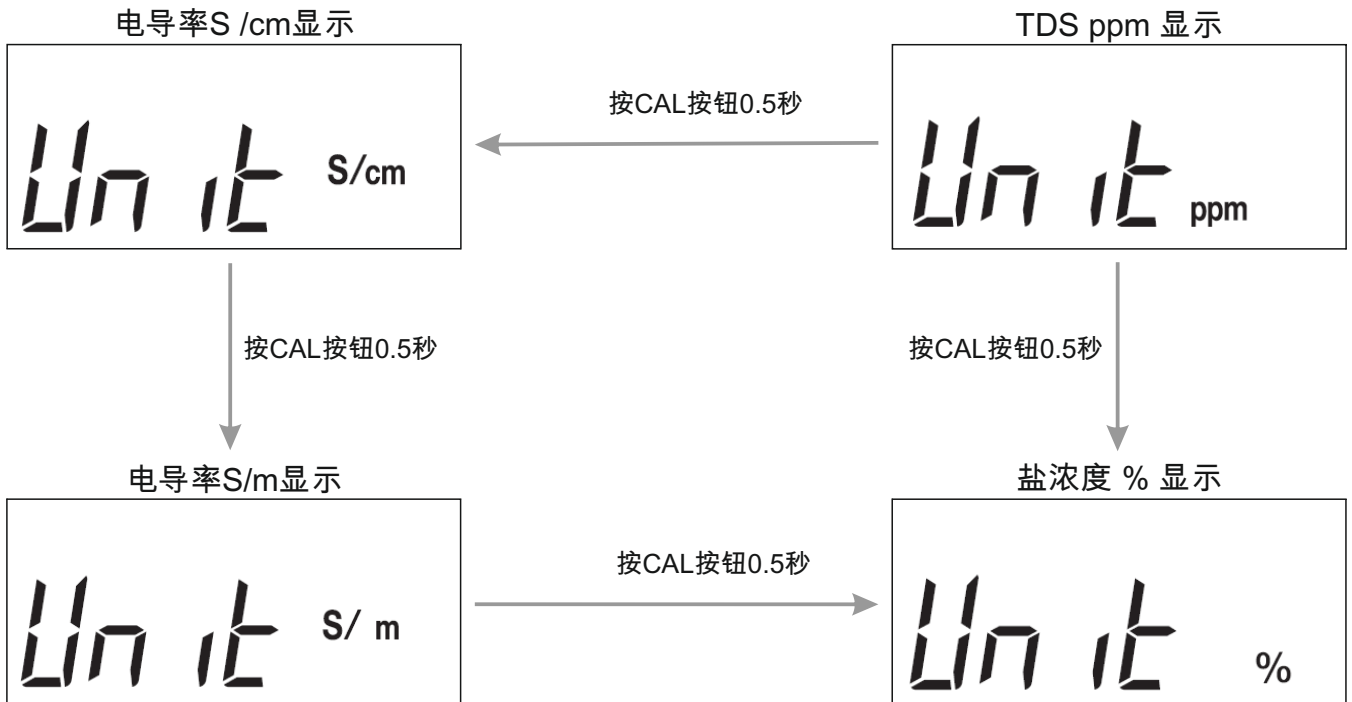 电导率S /cm显示
TDS ppm 显示
Unit S/cm
按CAL按钮0.5秒
Unit ppm
按CAL按钮0.5秒
按CAL按钮0.5秒
电导率S/m显示
盐浓度 % 显示
Unit S/ m
按CAL按钮0.5秒
Unit %